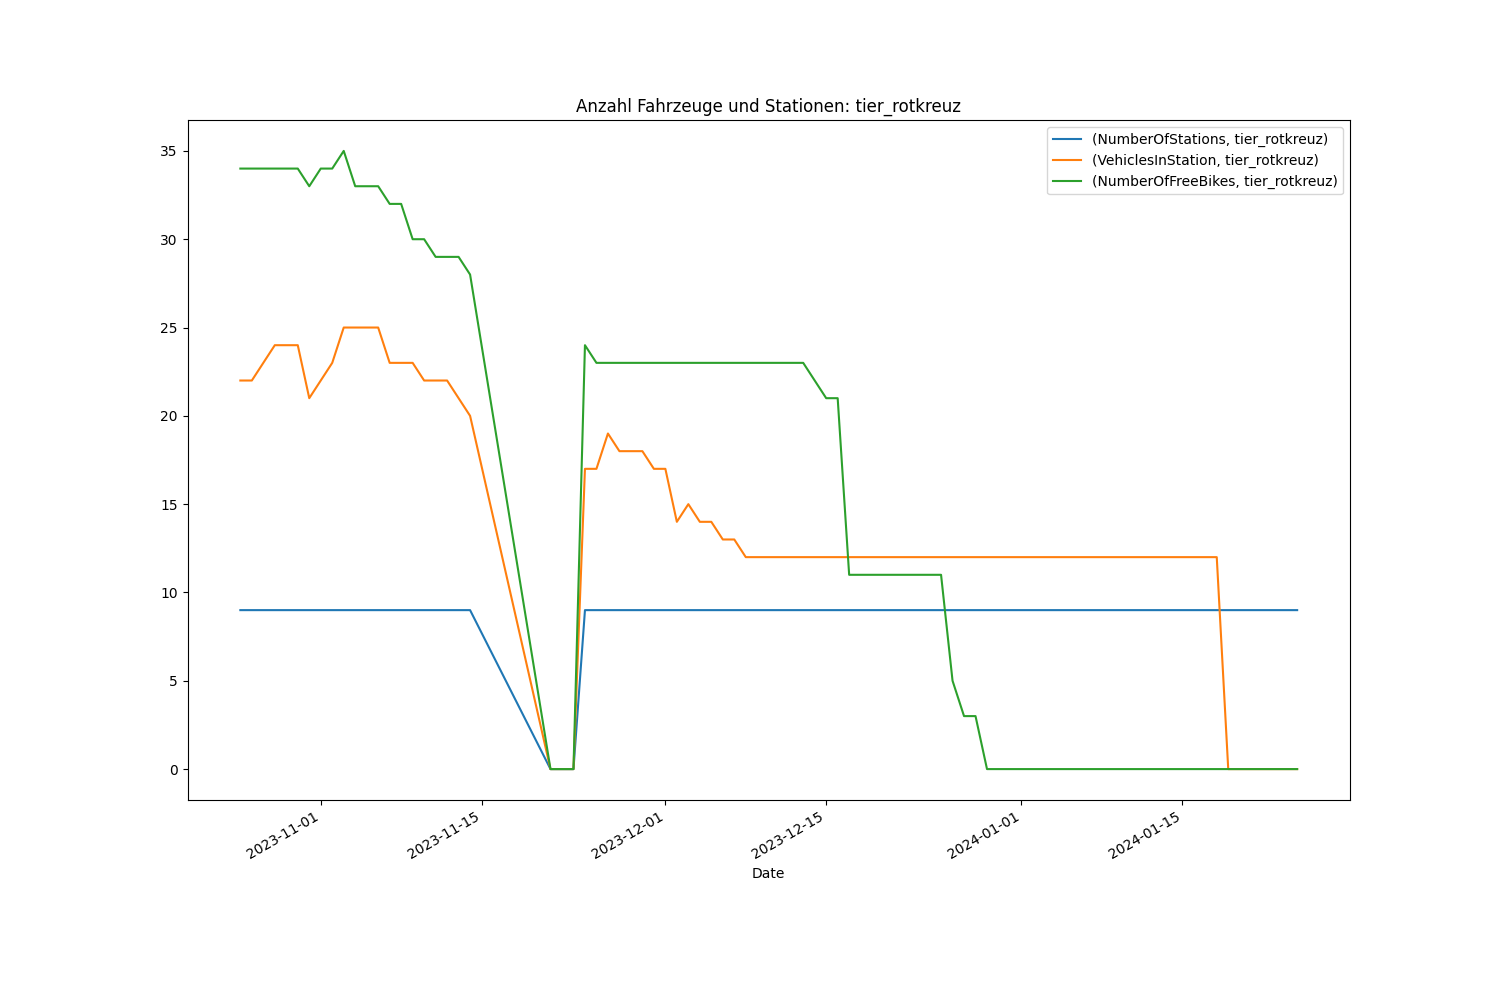 Anzahl Fahrzeuge und Stationen: tier_rotkreuz
(NumberOfStations, tier_rotkreuz)
(VehiclesInStation, tier_rotkreuz)
(NumberOfFreeBikes, tier_rotkreuz)
35
30
25
20
15
10
5
0
2023-11-01
2023-11-15
2023-12-01
2023-12-15
2024-01-01
2024-01-15
Date